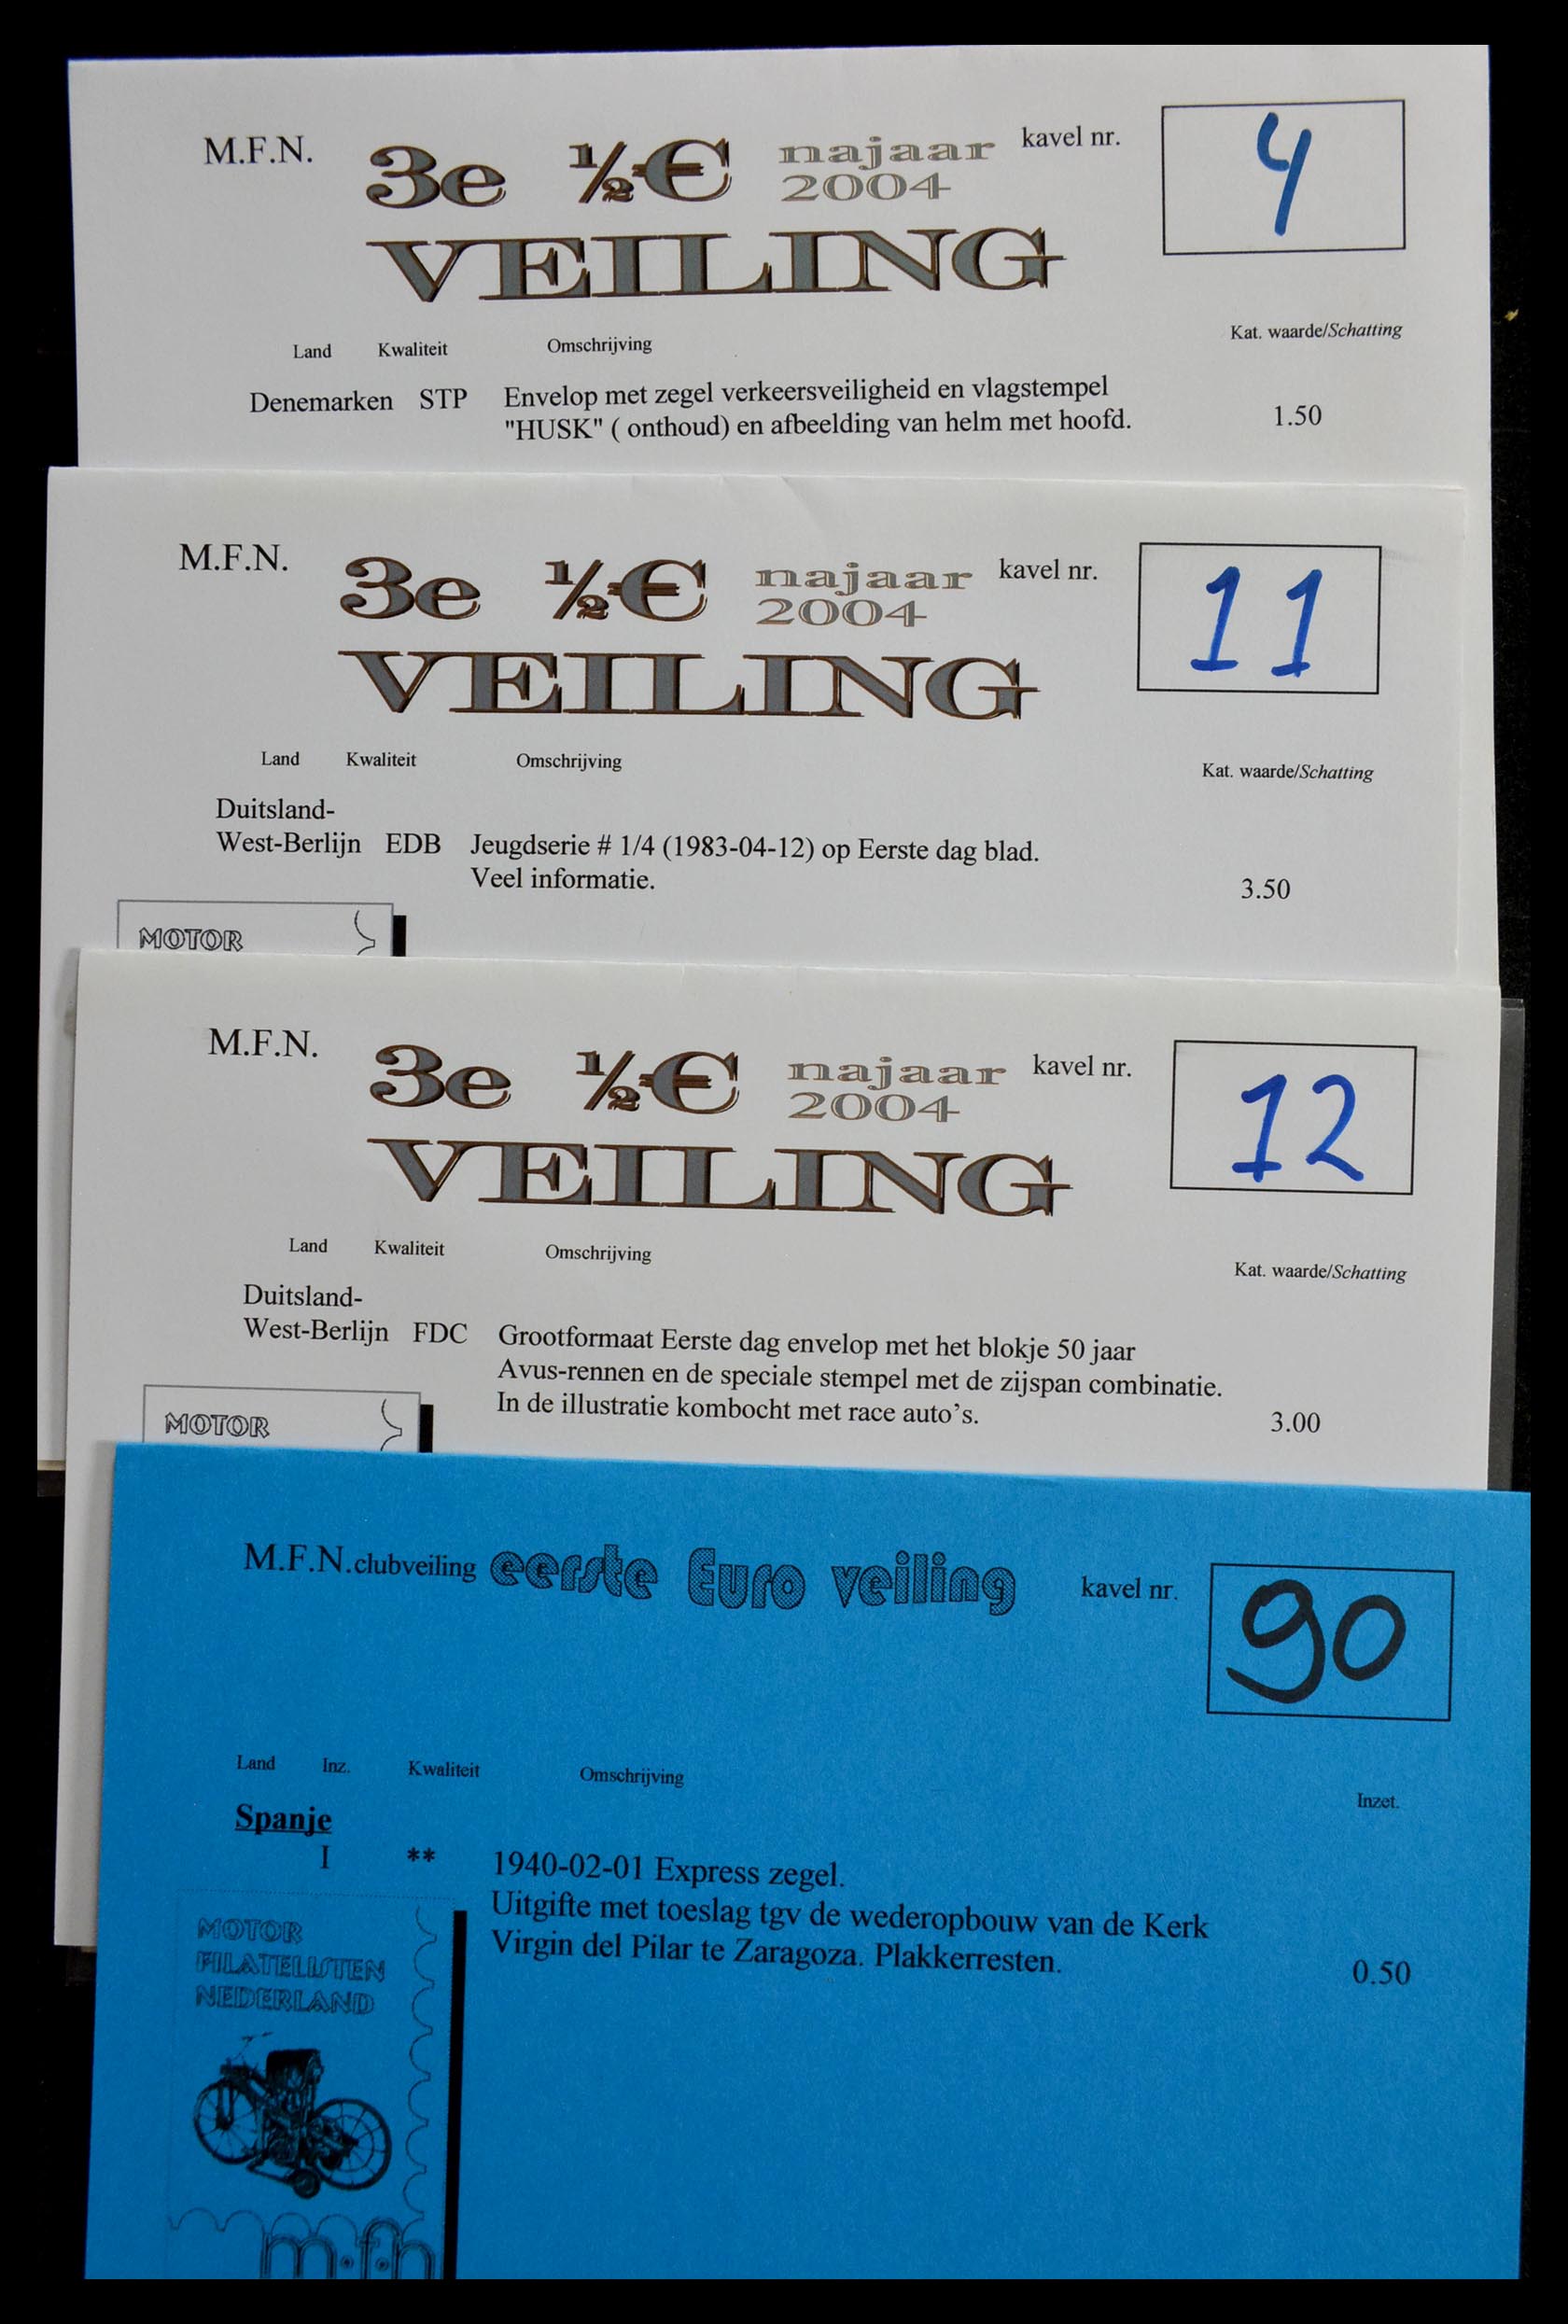 M.F.N.
3e ½€ najaar 2004
kavel nr. 4
VEILING
Land Kwaliteit Omschrijving Kat. waarde/Schatting
Denemarken STP Envelop met zegel verkeersveiligheid en vlagstempel
"HUSK" ( onthoud) en afbeelding van helm met hoofd. 1.50
M.F.N.
3e ½€ najaar 2004
kavel nr. 11
VEILING
Land Kwaliteit Omschrijving Kat. waarde/Schatting
Duitsland-
West-Berlijn EDB Jeugdserie # 1/4 (1983-04-12) op Eerste dag blad.
Veel informatie. 3.50
MOTOR
M.F.N.
3e ½€ najaar 2004
kavel nr. 12
VEILING
Land Kwaliteit Omschrijving Kat. waarde/Schatting
Duitsland-
West-Berlijn FDC Grootformaat Eerste dag envelop met het blokje 50 jaar
Avus-rennen en de speciale stempel met de zijspan combinatie.
In de illustratie kombocht met race auto's. 3.00
MOTOR
M.F.N. clubveiling eerste Euro veiling kavel nr. 90
Land Inz. Kwaliteit Omschrijving Inzet.
Spanje
I ** 1940-02-01 Express zegel.
Uitgifte met toeslag tgv de wederopbouw van de Kerk
Virgin del Pilar te Zaragoza. Plakkerresten. 0.50
MOTOR
FILATELISTEN
NEDERLAND
m.f.n